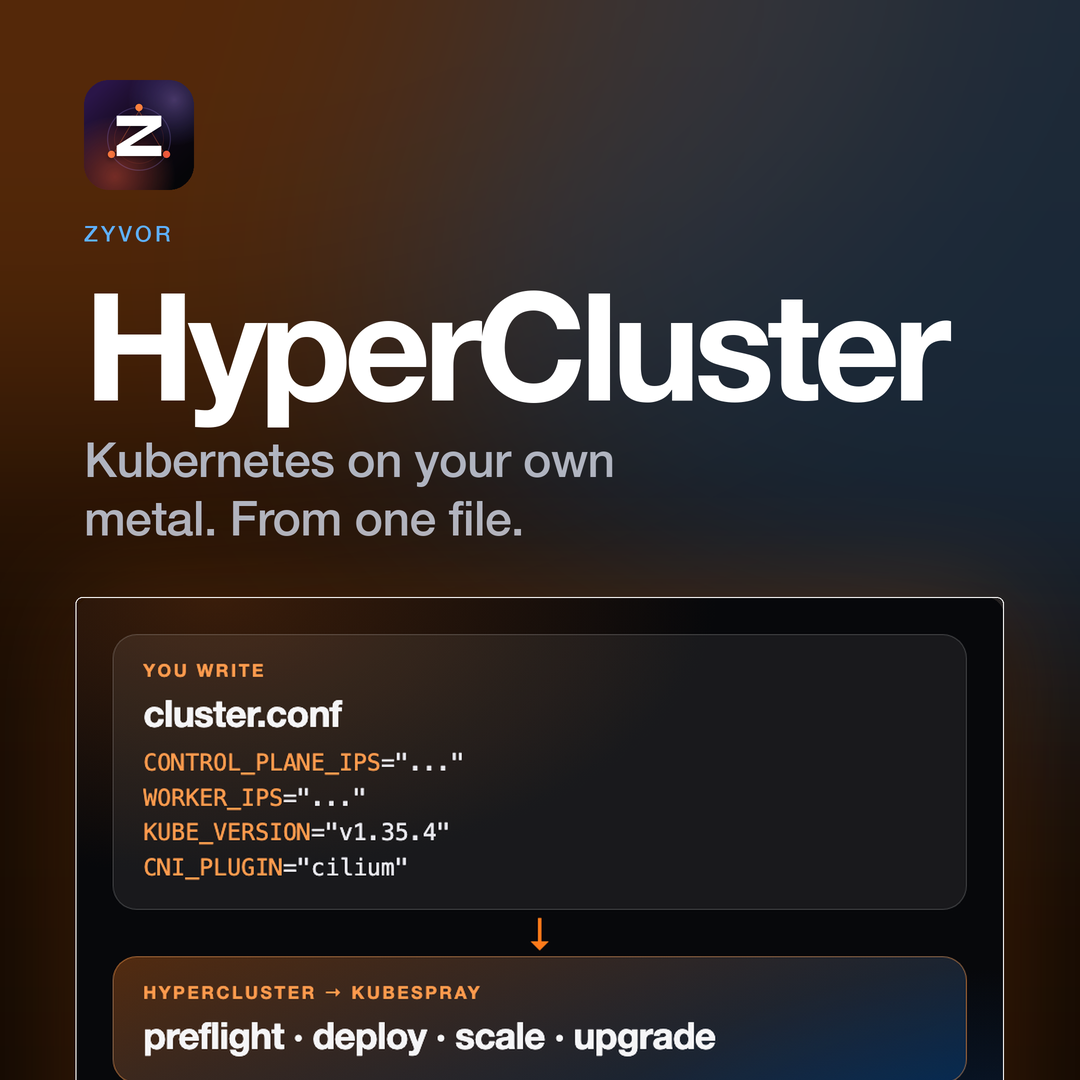 Z
ZYVOR
HyperCluster
Kubernetes on your own
metal. From one file.
YOU WRITE
cluster.conf
CONTROL_PLANE_IPS="..."
WORKER_IPS="..."
KUBE_VERSION="v1.35.4"
CNI_PLUGIN="cilium"
↓
HYPERCLUSTER → KUBESPRAY
preflight · deploy · scale · upgrade